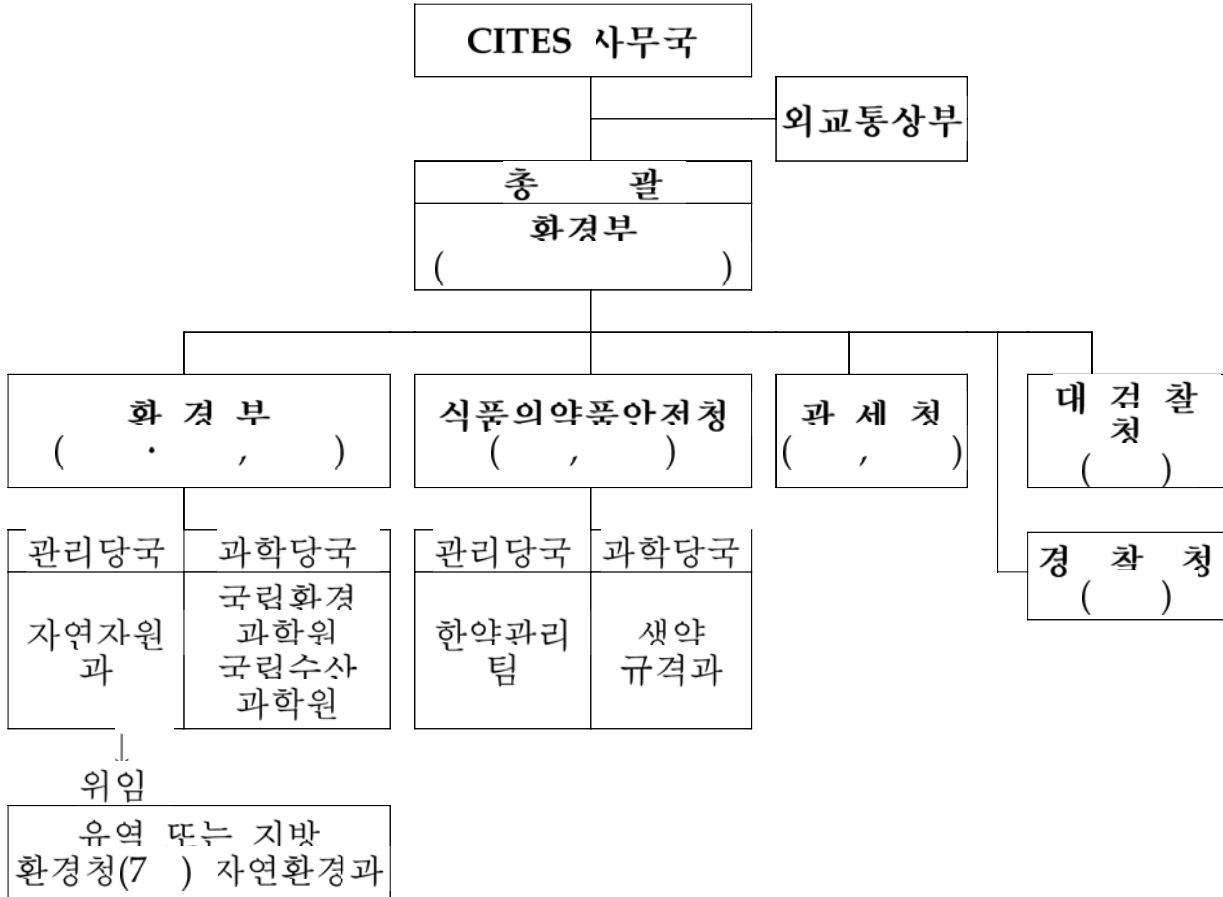 CITES 사무국
외교통상부
총 괄
환경부
( )
환 경 부
( · , )
식품의약품안전청
( , )
관 세 청
( , )
대 검 찰
청
( )
관리당국
과학당국
관리당국
과학당국
경 찰 청
( )
자연자원
과
국립환경
과학원
국립수산
과학원
한약관리
팀
생약
규격과
위임
유역 또는 지방
환경청(7 ) 자연환경과